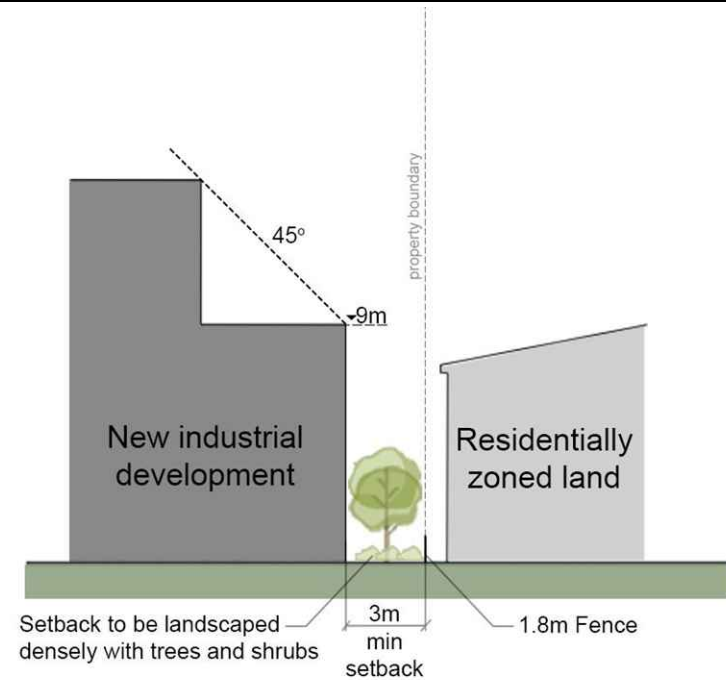 property boundary
45°
9m
New industrial
development
Residentially
zoned land
Setback to be landscaped
densely with trees and shrubs
3m
min
setback
1.8m Fence